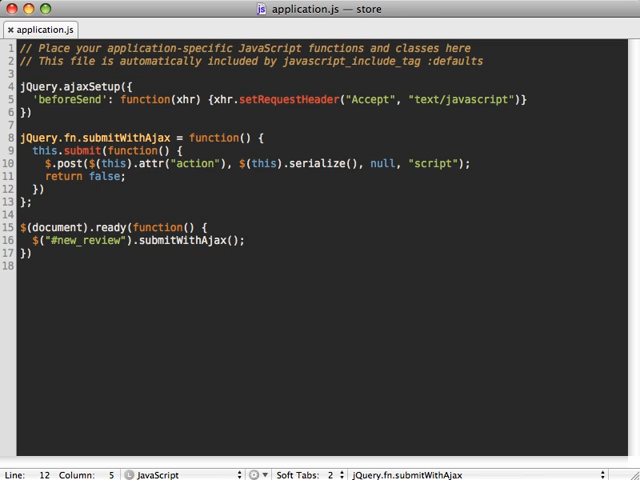 application.js — store
application.js
1 // Place your application-specific JavaScript functions and classes here
2 // This file is automatically included by javascript_include_tag :defaults
3
4 jQuery.ajaxSetup({
5   'beforeSend': function(xhr) {xhr.setRequestHeader("Accept", "text/javascript")}
6 })
7
8 jQuery.fn.submitWithAjax = function() {
9   this.submit(function() {
10     $.post($(this).attr("action"), $(this).serialize(), null, "script");
11     return false;
12   })
13 };
14
15 $(document).ready(function() {
16   $("#new_review").submitWithAjax();
17 })
18
Line: 12 Column: 5 L JavaScript Soft Tabs: 2 jQuery.fn.submitWithAjax